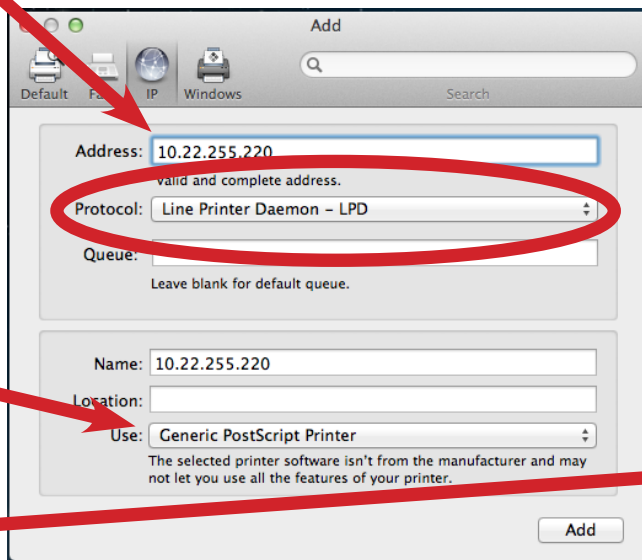 Add
Default Fa IP Windows Search
Address: 10.22.255.220
Valid and complete address.
Protocol: Line Printer Daemon – LPD
Queue:
Leave blank for default queue.
Name: 10.22.255.220
Location:
Use: Generic PostScript Printer
The selected printer software isn't from the manufacturer and may
not let you use all the features of your printer.
Add